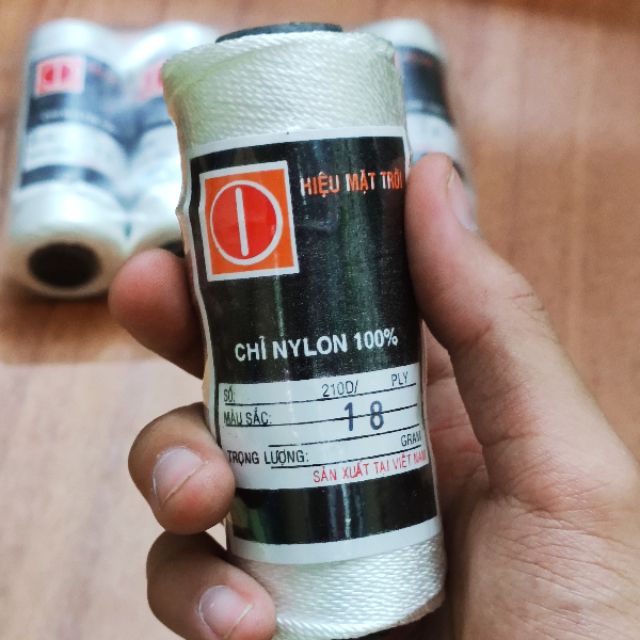 HIỆU MẶT TRỜI
CHỈ NYLON 100%
SỐ: 210D/ PLY
MÀU SẮC: 18
TRỌNG LƯỢNG: GRAM
SẢN XUẤT TẠI VIỆT NAM